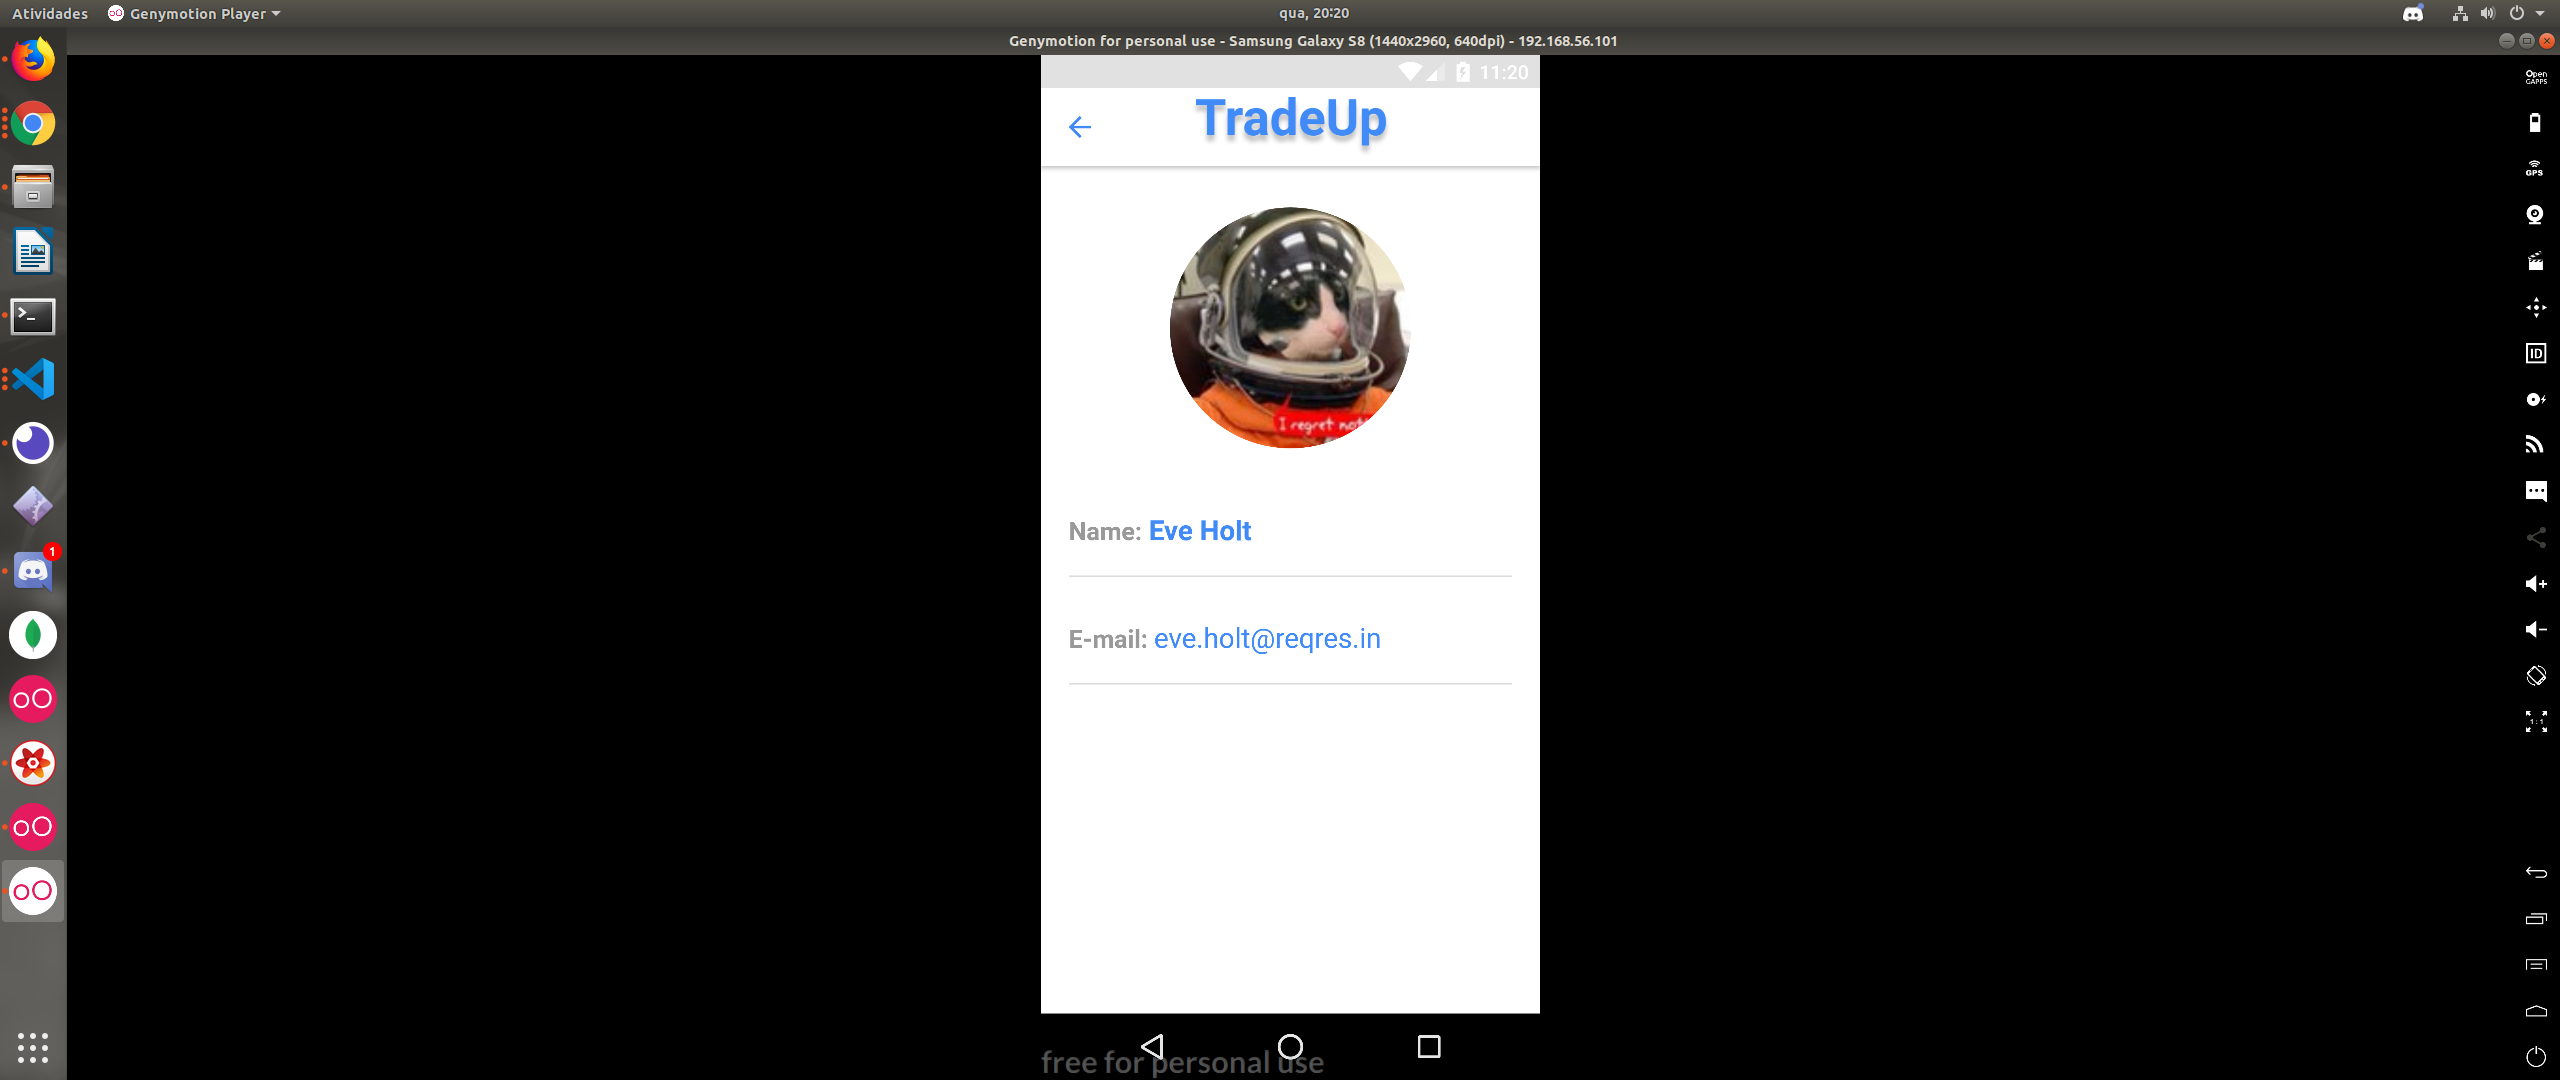 Atividades
Genymotion Player
qua, 20:20
Genymotion for personal use - Samsung Galaxy S8 (1440x2960, 640dpi) - 192.168.56.101
11:20
TradeUp
I regret
Name: Eve Holt
E-mail: eve.holt@reqres.in
free for personal use
1
Open
GAPPS
GPS
ID
1:1